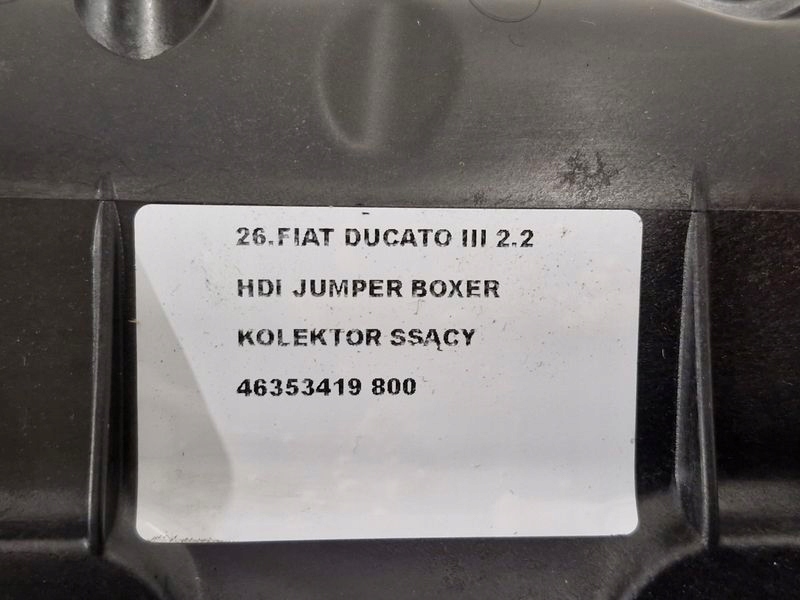 26.FIAT DUCATO III 2.2
HDI JUMPER BOXER
KOLEKTOR SSĄCY
46353419 800